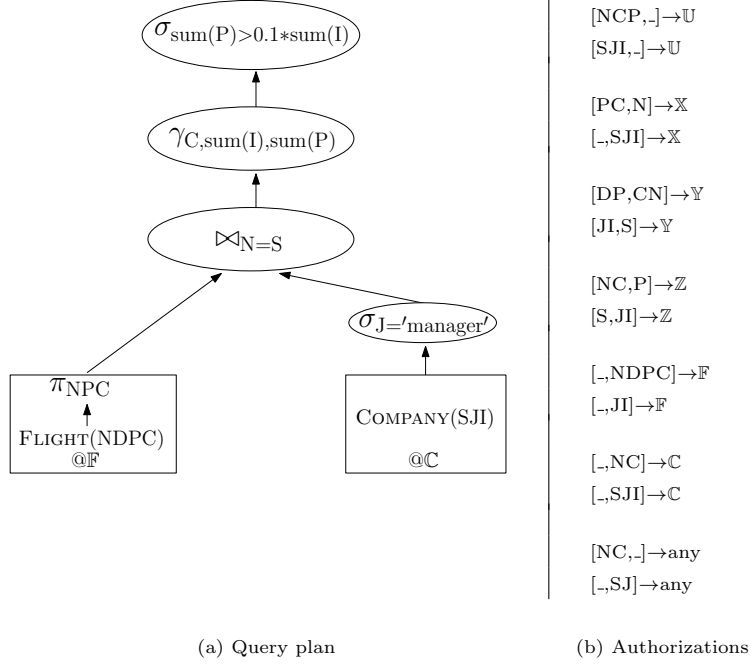 σsum(P)>0.1*sum(I)
γC,sum(I),sum(P)
⋈N=S
σJ='manager'
πNPC
FLIGHT(NDPC)
@𝔽
COMPANY(SJI)
@ℂ
(a) Query plan
[NCP,_]→𝕌
[SJI,_]→𝕌
[PC,N]→𝕏
[_,SJI]→𝕏
[DP,CN]→𝕐
[JI,S]→𝕐
[NC,P]→ℤ
[S,JI]→ℤ
[_,NDPC]→𝔽
[_,JI]→𝔽
[_,NC]→ℂ
[_,SJI]→ℂ
[NC,_]→any
[_,SJ]→any
(b) Authorizations